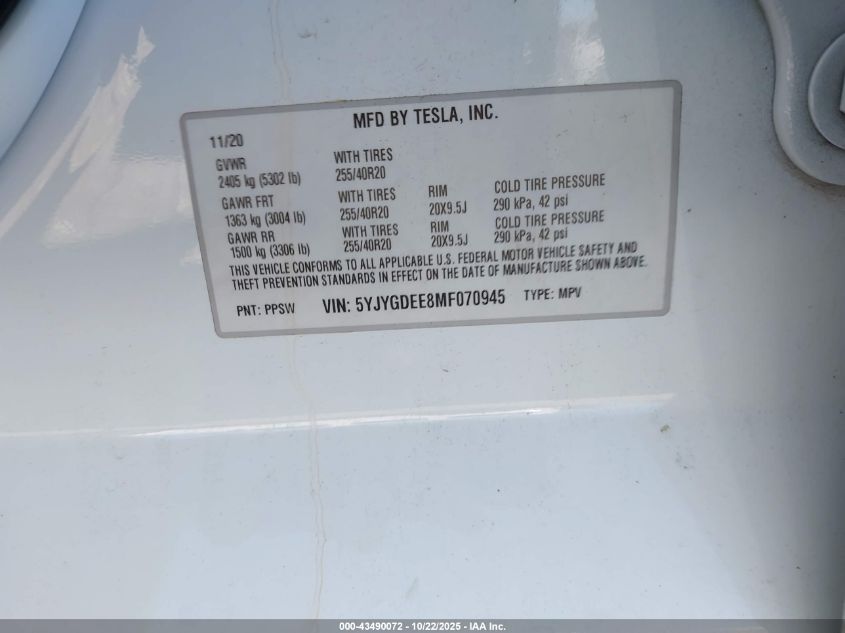 MFD BY TESLA, INC.
11/20
GVWR
2405 kg (5302 lb)
WITH TIRES
255/40R20
GAWR FRT
1363 kg (3004 lb)
WITH TIRES
255/40R20
RIM
20X9.5J
COLD TIRE PRESSURE
290 kPa, 42 psi
GAWR RR
1500 kg (3306 lb)
WITH TIRES
255/40R20
RIM
20X9.5J
COLD TIRE PRESSURE
290 kPa, 42 psi
THIS VEHICLE CONFORMS TO ALL APPLICABLE U.S. FEDERAL MOTOR VEHICLE SAFETY AND
THEFT PREVENTION STANDARDS IN EFFECT ON THE DATE OF MANUFACTURE SHOWN ABOVE.
PNT: PPSW VIN: 5YJYGDEE8MF070945 TYPE: MPV
000-43490072 - 10/22/2025 - IAA Inc.